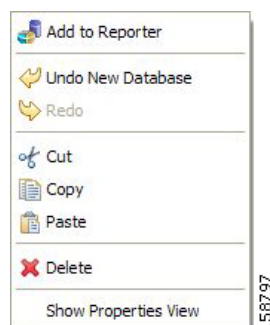 Add to Reporter
Undo New Database
Redo
Cut
Copy
Paste
Delete
Show Properties View
58797